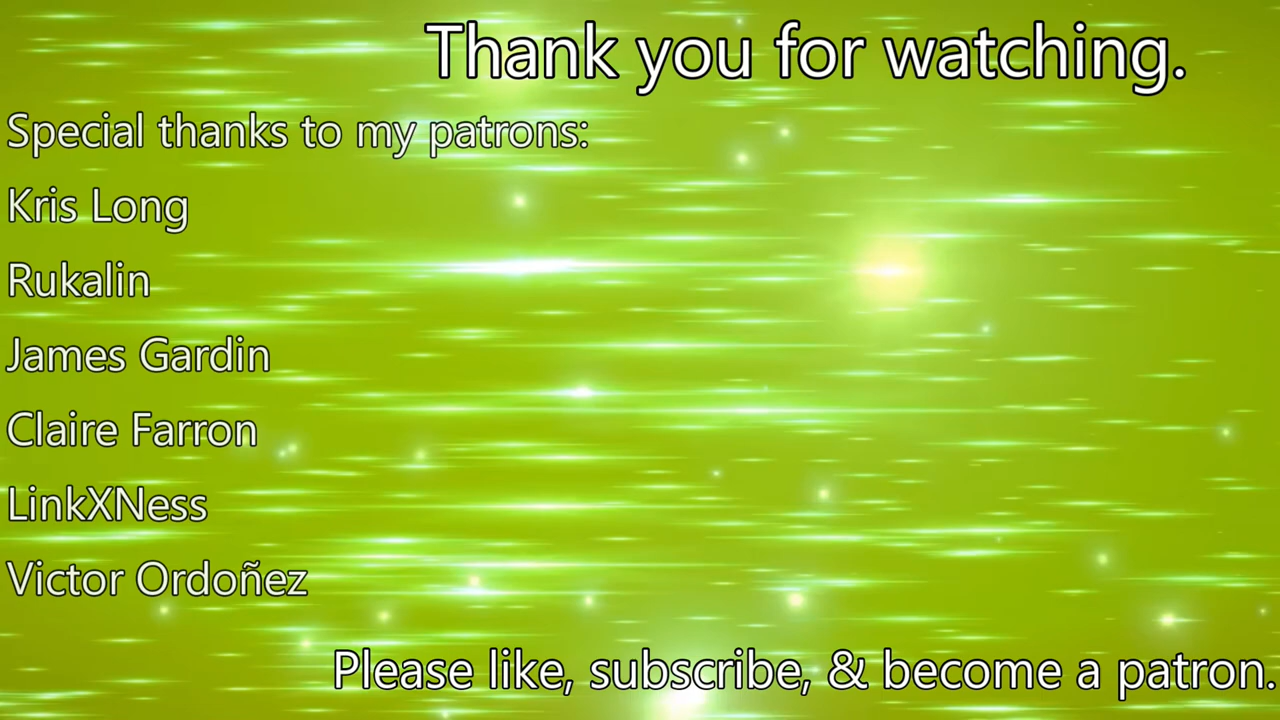 Thank you for watching.
Special thanks to my patrons:
Kris Long
Rukalin
James Gardin
Claire Farron
LinkXNess
Victor Ordoñez
Please like, subscribe, & become a patron.